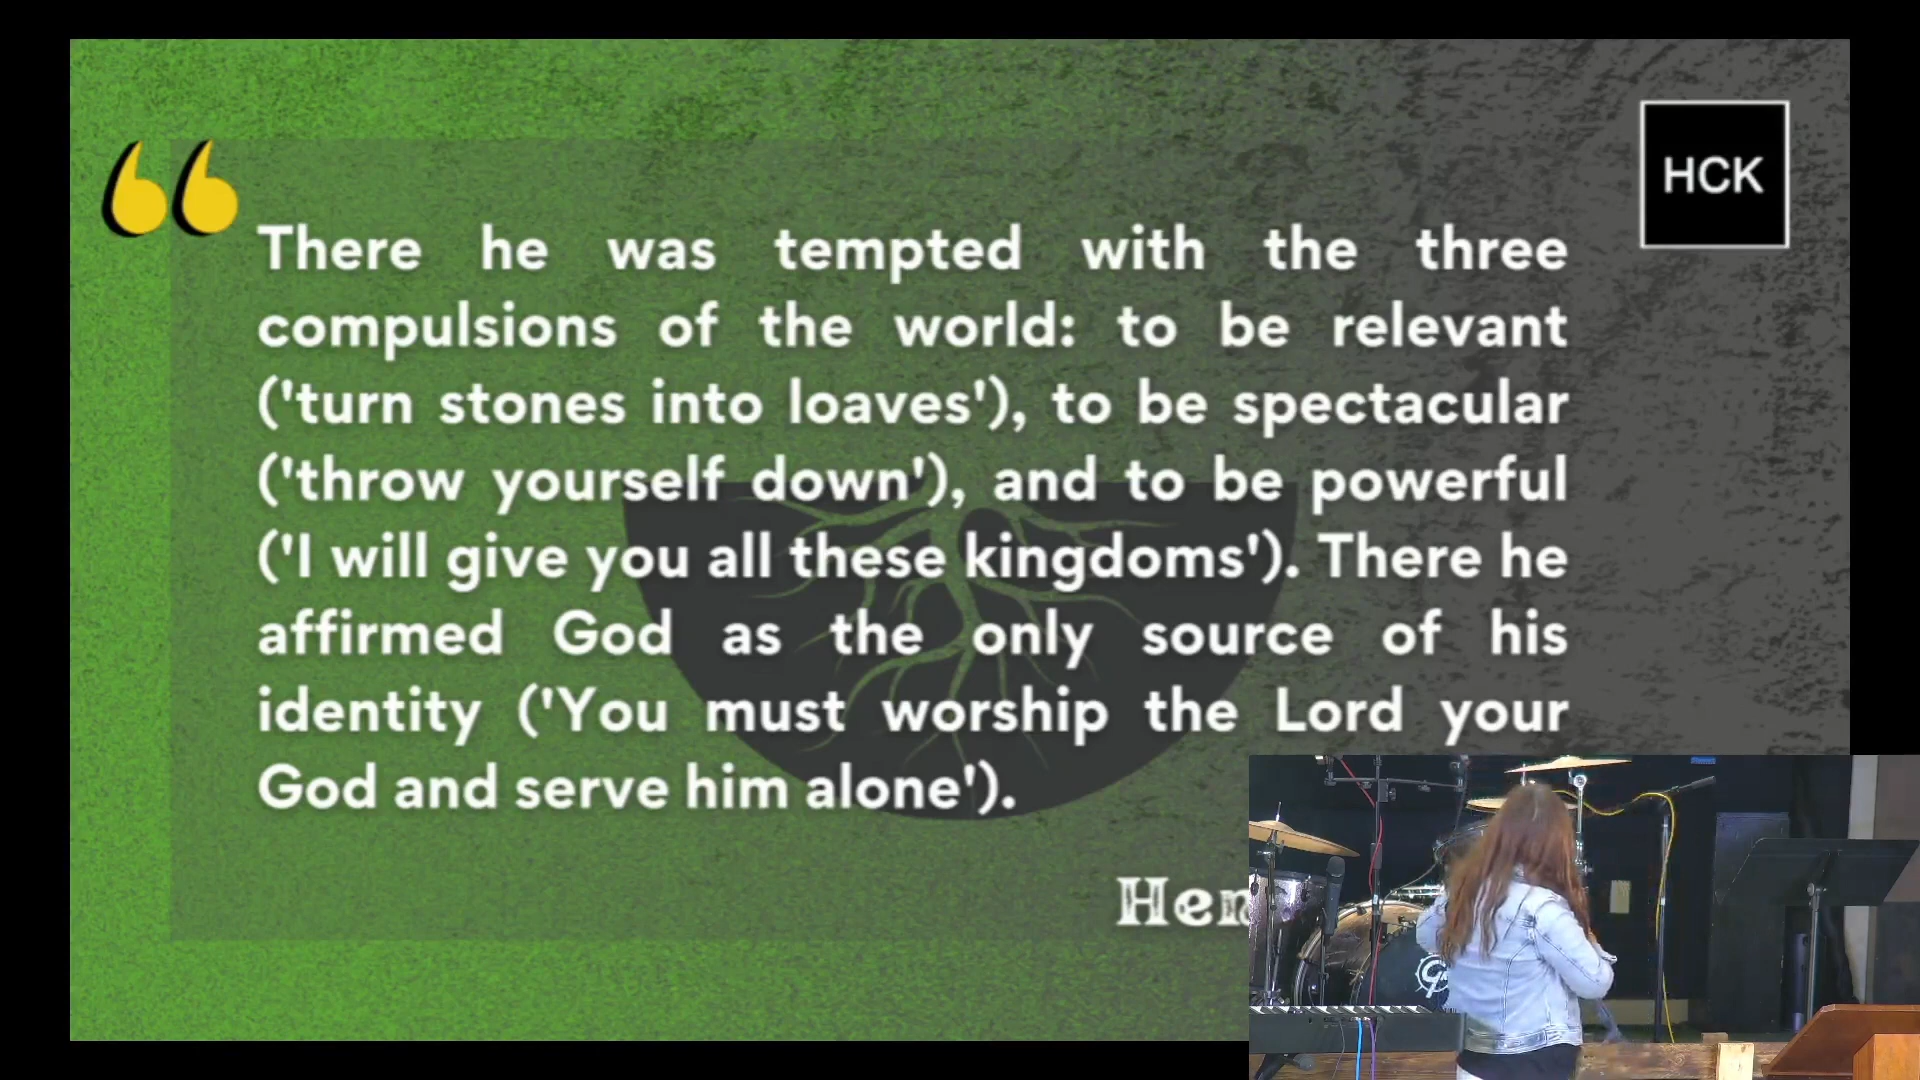 HCK
There he was tempted with the three
compulsions of the world: to be relevant
('turn stones into loaves'), to be spectacular
('throw yourself down'), and to be powerful
('I will give you all these kingdoms'). There he
affirmed God as the only source of his
identity ('You must worship the Lord your
God and serve him alone').